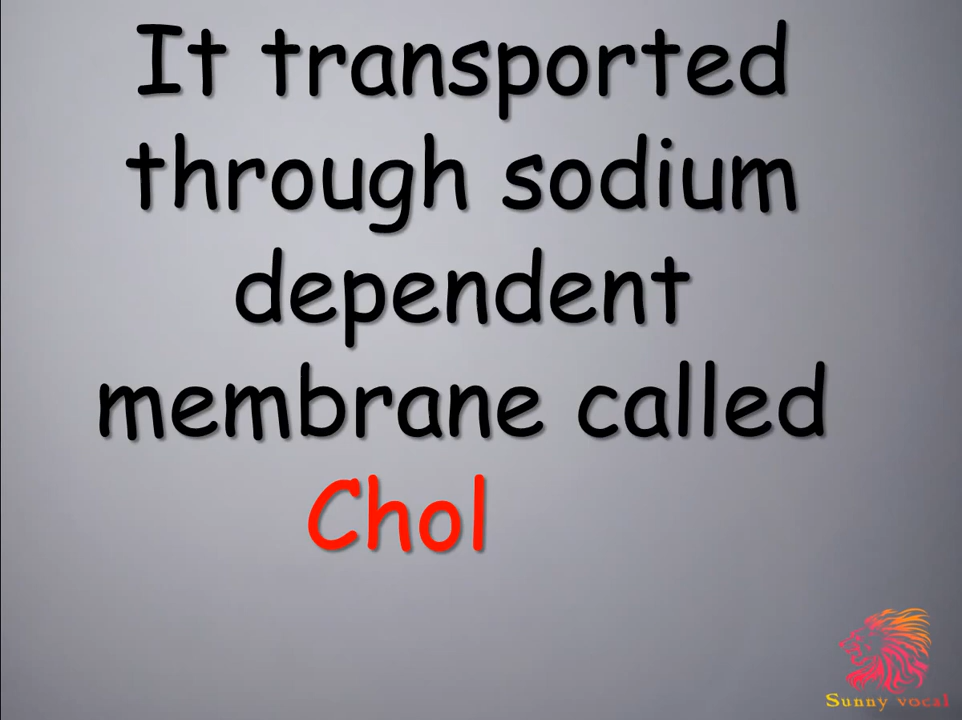 It transported
through sodium
dependent
membrane called
Chol
Sunny vocal